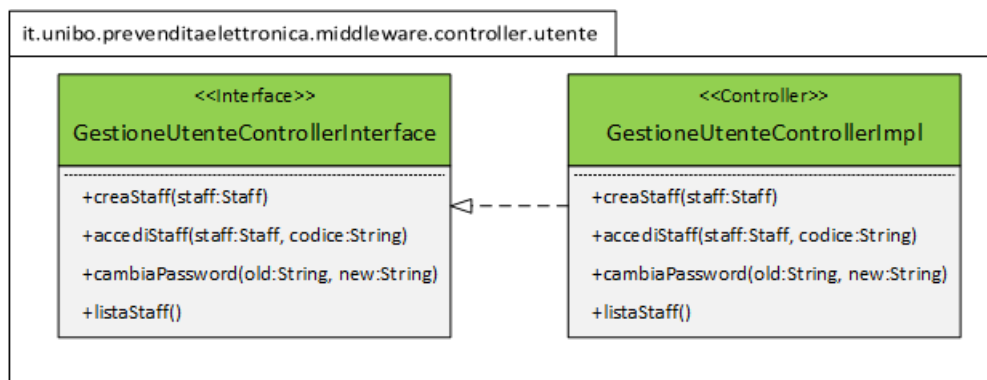 it.unibo.prevenditaelettronica.middleware.controller.utente
<<Interface>>
GestioneUtenteControllerInterface
+creaStaff(staff:Staff)
+accediStaff(staff:Staff, codice:String)
+cambiaPassword(old:String, new:String)
+listaStaff()
<<Controller>>
GestioneUtenteControllerImpl
+creaStaff(staff:Staff)
+accediStaff(staff:Staff, codice:String)
+cambiaPassword(old:String, new:String)
+listaStaff()